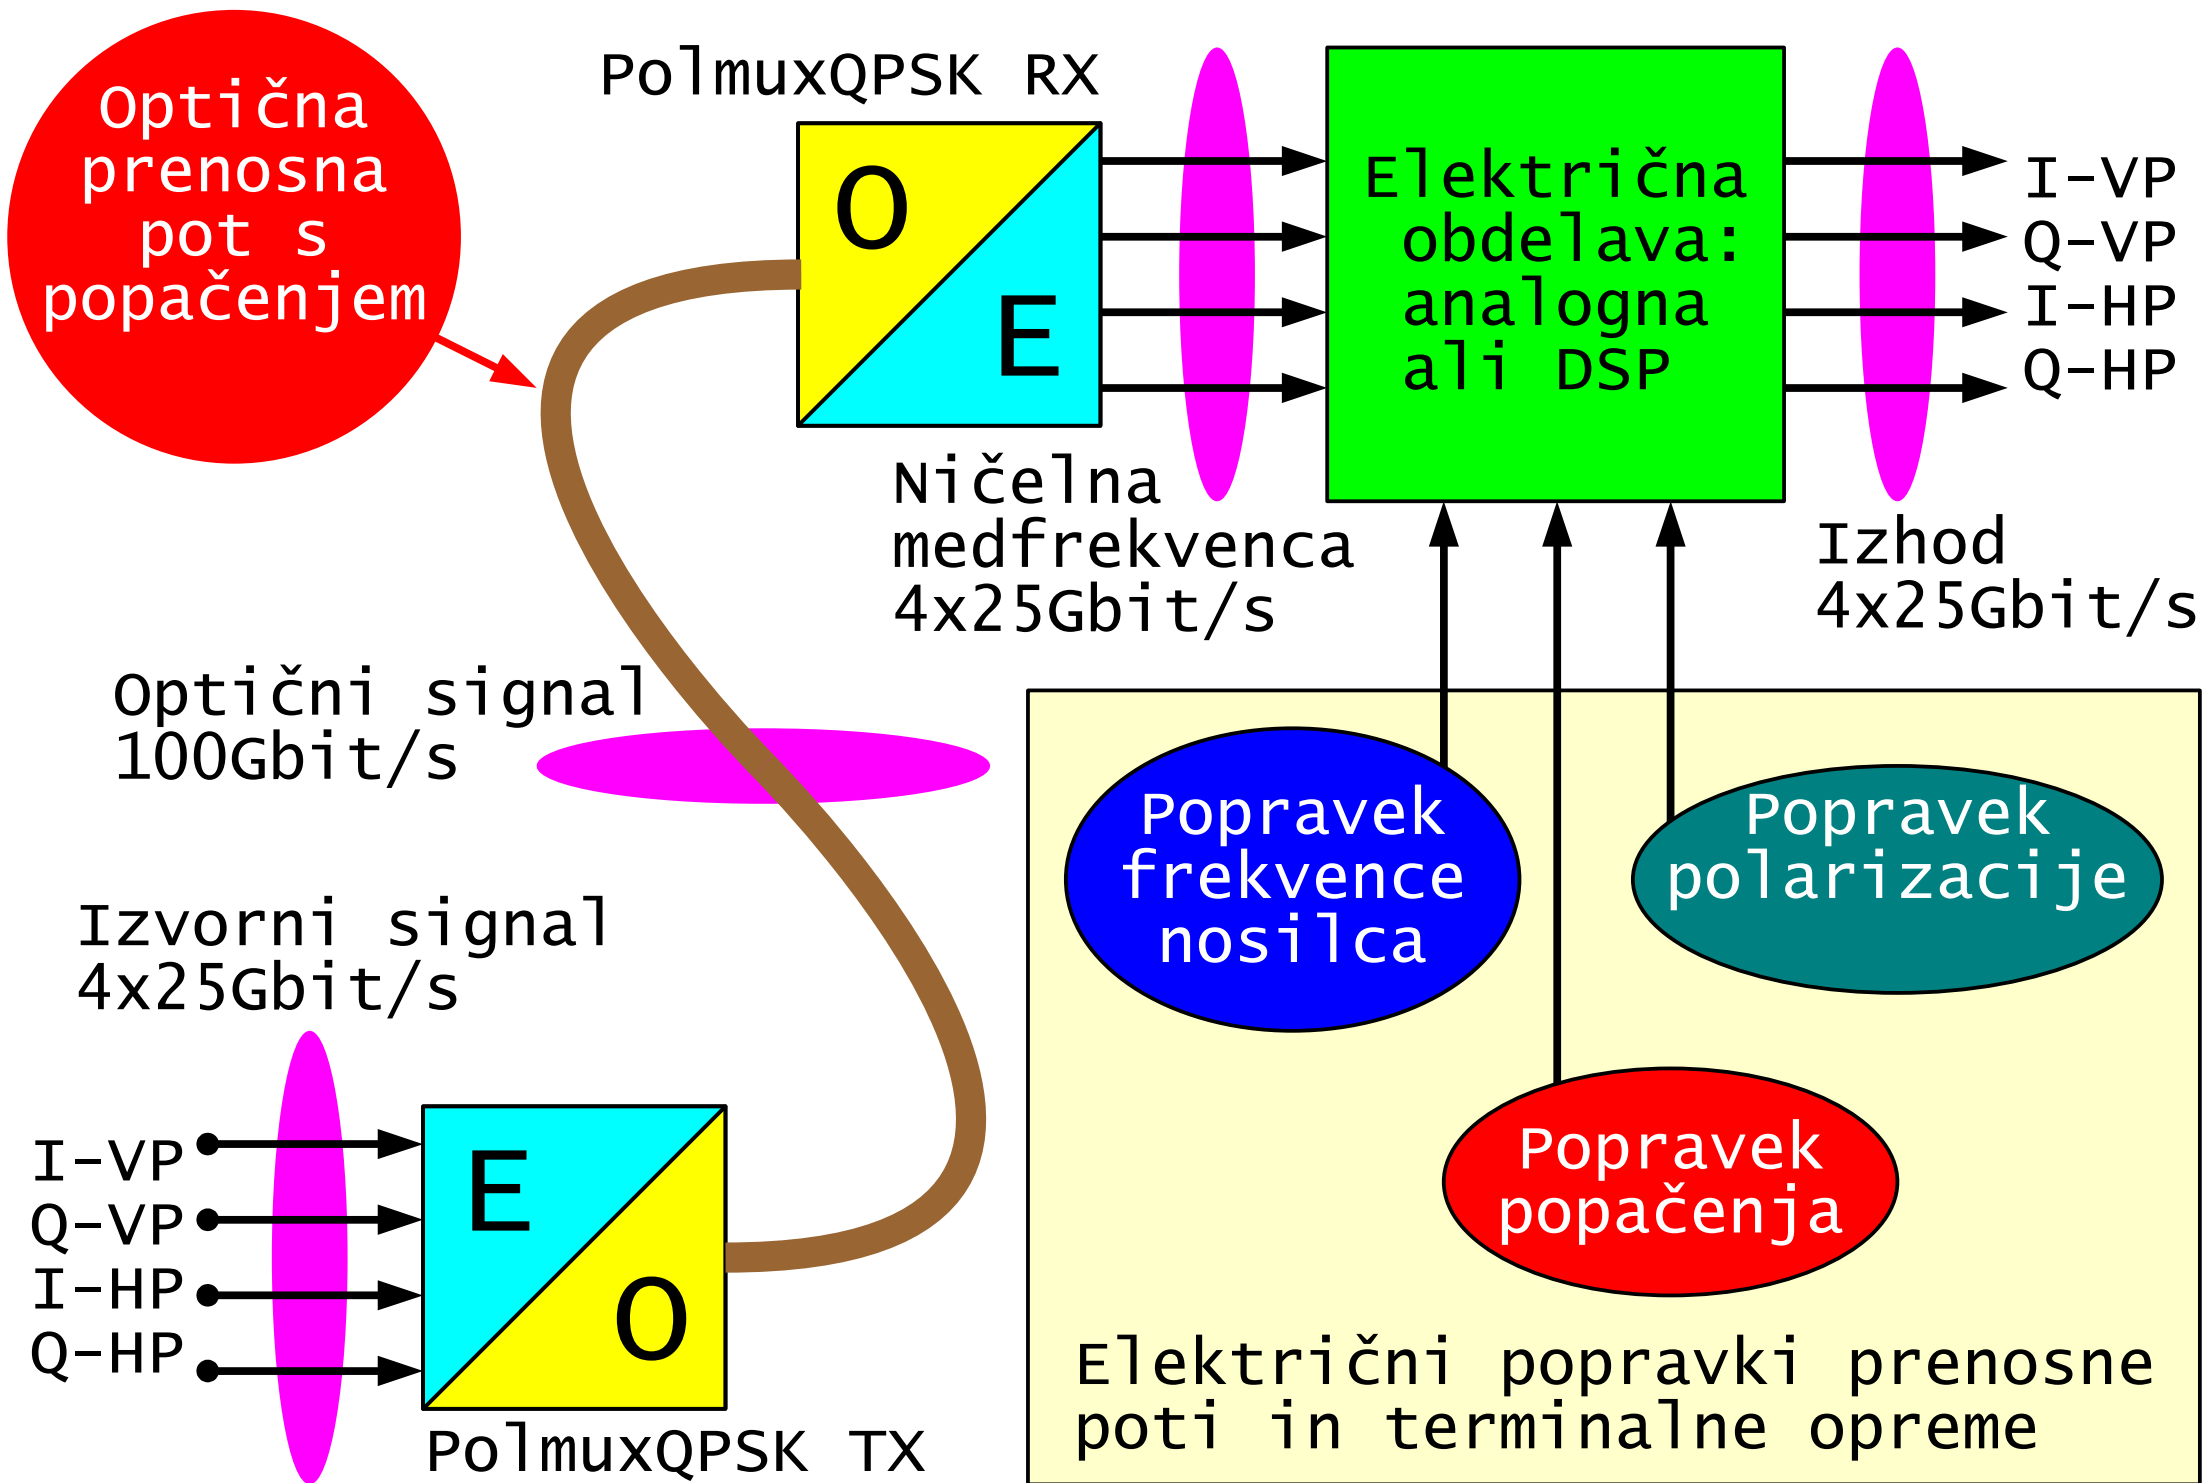 Optična
prenosna
pot s
popačenjem
PolmuxQPSK RX
O
E
Ničelna
medfrekvenca
4x25Gbit/s
Električna
obdelava:
analogna
ali DSP
I-VP
Q-VP
I-HP
Q-HP
Izhod
4x25Gbit/s
Optični signal
100Gbit/s
Izvorni signal
4x25Gbit/s
I-VP
Q-VP
I-HP
Q-HP
E
O
PolmuxQPSK TX
Popravek
frekvence
nosilca
Popravek
polarizacije
Popravek
popačenja
Električni popravki prenosne
poti in terminalne opreme